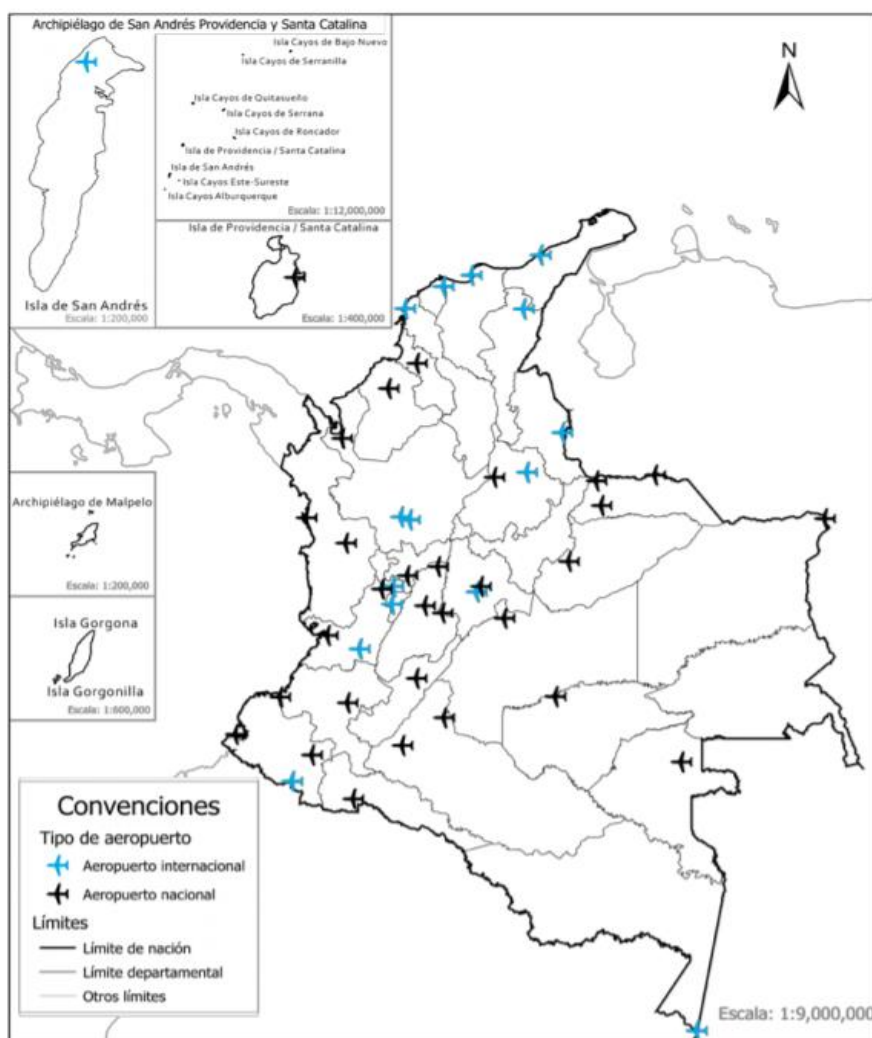 Archipiélago de San Andrés Providencia y Santa Catalina
Isla Cayos de Bajo Nuevo
Isla Cayos de Serranilla
Isla Cayos de Quitasueño
Isla Cayos de Serrana
Isla Cayos de Roncador
Isla de Providencia / Santa Catalina
Isla de San Andrés
Isla Cayos Este-Sureste
Isla Cayos Alburquerque
Escala: 1:12,000,000
Isla de San Andrés
Escala: 1:200,000
Isla de Providencia / Santa Catalina
Escala: 1:400,000
N
Archipiélago de Malpelo
Escala: 1:200,000
Isla Gorgona
Isla Gorgonilla
Escala: 1:600,000
Convenciones
Tipo de aeropuerto
Aeropuerto internacional
Aeropuerto nacional
Límites
Límite de nación
Límite departamental
Otros límites
Escala: 1:9,000,000